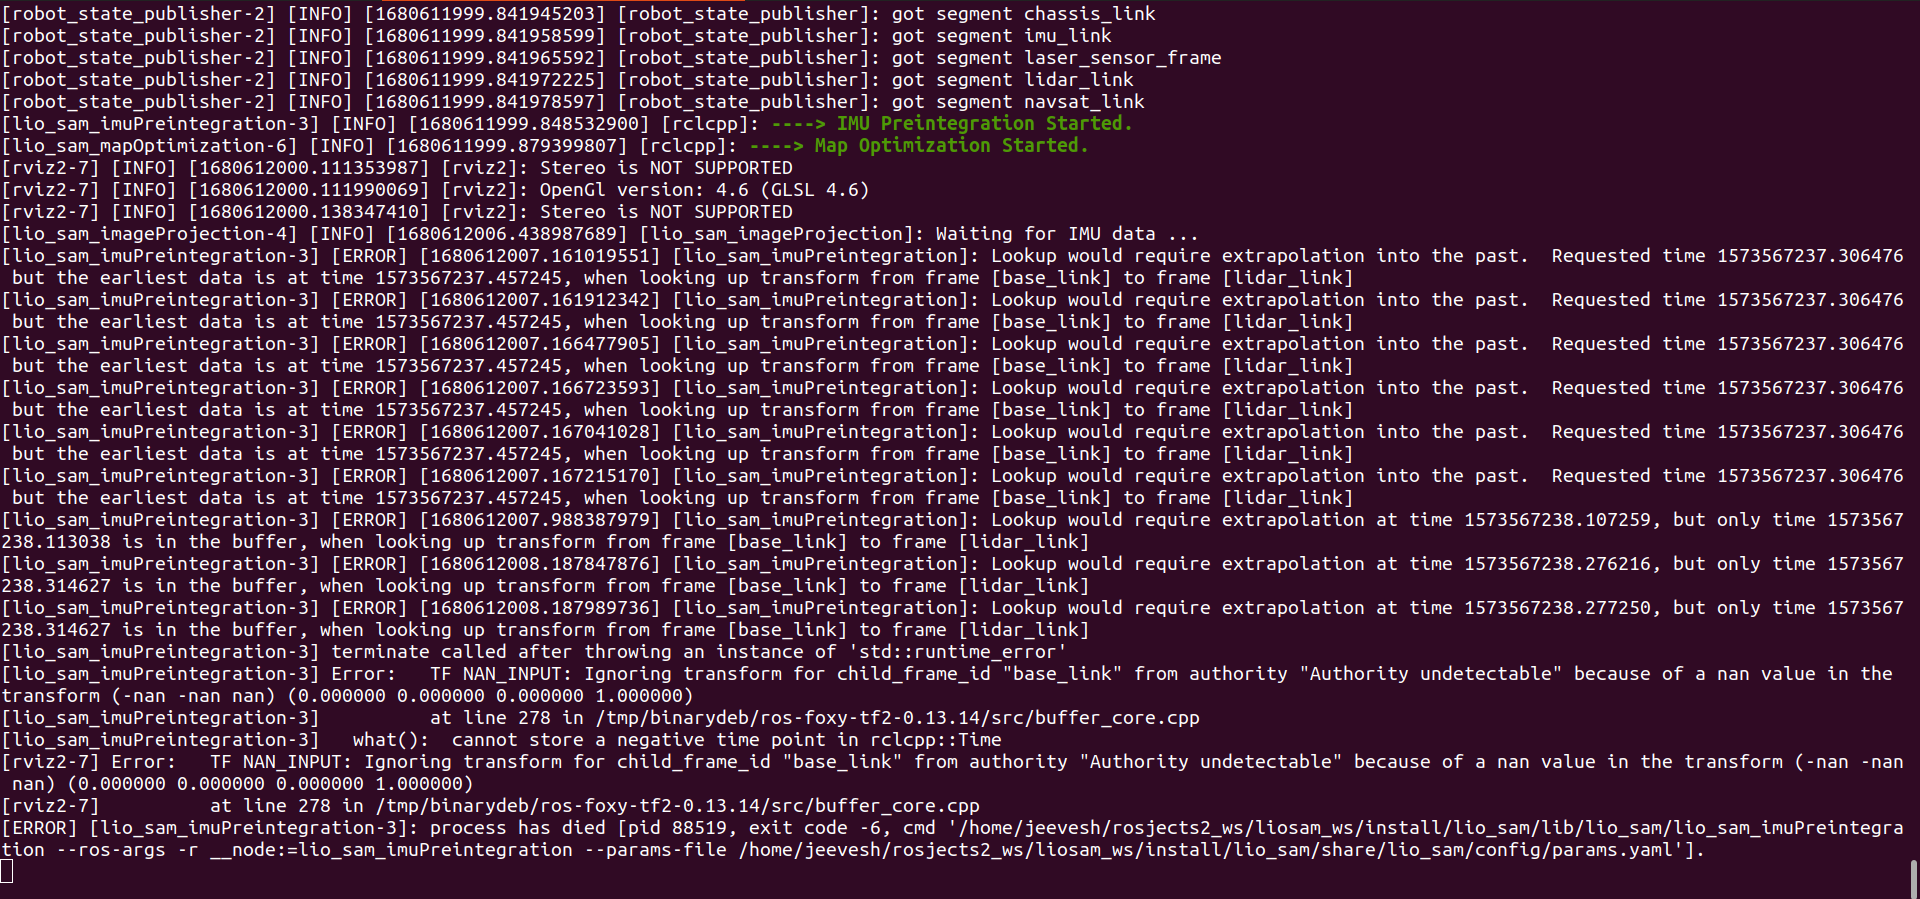 [robot_state_publisher-2] [INFO] [1680611999.841945203] [robot_state_publisher]: got segment chassis_link
[robot_state_publisher-2] [INFO] [1680611999.841958599] [robot_state_publisher]: got segment imu_link
[robot_state_publisher-2] [INFO] [1680611999.841965592] [robot_state_publisher]: got segment laser_sensor_frame
[robot_state_publisher-2] [INFO] [1680611999.841972225] [robot_state_publisher]: got segment lidar_link
[robot_state_publisher-2] [INFO] [1680611999.841978597] [robot_state_publisher]: got segment navsat_link
[lio_sam_imuPreintegration-3] [INFO] [1680611999.848532900] [rclcpp]: ----> IMU Preintegration Started.
[lio_sam_mapOptimization-6] [INFO] [1680611999.879399807] [rclcpp]: ----> Map Optimization Started.
[rviz2-7] [INFO] [1680612000.111353987] [rviz2]: Stereo is NOT SUPPORTED
[rviz2-7] [INFO] [1680612000.111990069] [rviz2]: OpenGl version: 4.6 (GLSL 4.6)
[rviz2-7] [INFO] [1680612000.138347410] [rviz2]: Stereo is NOT SUPPORTED
[lio_sam_imageProjection-4] [INFO] [1680612006.438987689] [lio_sam_imageProjection]: Waiting for IMU data ...
[lio_sam_imuPreintegration-3] [ERROR] [1680612007.161019551] [lio_sam_imuPreintegration]: Lookup would require extrapolation into the past.  Requested time 1573567237.306476
 but the earliest data is at time 1573567237.457245, when looking up transform from frame [base_link] to frame [lidar_link]
[lio_sam_imuPreintegration-3] [ERROR] [1680612007.161912342] [lio_sam_imuPreintegration]: Lookup would require extrapolation into the past.  Requested time 1573567237.306476
 but the earliest data is at time 1573567237.457245, when looking up transform from frame [base_link] to frame [lidar_link]
[lio_sam_imuPreintegration-3] [ERROR] [1680612007.166477905] [lio_sam_imuPreintegration]: Lookup would require extrapolation into the past.  Requested time 1573567237.306476
 but the earliest data is at time 1573567237.457245, when looking up transform from frame [base_link] to frame [lidar_link]
[lio_sam_imuPreintegration-3] [ERROR] [1680612007.166723593] [lio_sam_imuPreintegration]: Lookup would require extrapolation into the past.  Requested time 1573567237.306476
 but the earliest data is at time 1573567237.457245, when looking up transform from frame [base_link] to frame [lidar_link]
[lio_sam_imuPreintegration-3] [ERROR] [1680612007.167041028] [lio_sam_imuPreintegration]: Lookup would require extrapolation into the past.  Requested time 1573567237.306476
 but the earliest data is at time 1573567237.457245, when looking up transform from frame [base_link] to frame [lidar_link]
[lio_sam_imuPreintegration-3] [ERROR] [1680612007.167215170] [lio_sam_imuPreintegration]: Lookup would require extrapolation into the past.  Requested time 1573567237.306476
 but the earliest data is at time 1573567237.457245, when looking up transform from frame [base_link] to frame [lidar_link]
[lio_sam_imuPreintegration-3] [ERROR] [1680612007.988387979] [lio_sam_imuPreintegration]: Lookup would require extrapolation at time 1573567238.107259, but only time 1573567
238.113038 is in the buffer, when looking up transform from frame [base_link] to frame [lidar_link]
[lio_sam_imuPreintegration-3] [ERROR] [1680612008.187847876] [lio_sam_imuPreintegration]: Lookup would require extrapolation at time 1573567238.276216, but only time 1573567
238.314627 is in the buffer, when looking up transform from frame [base_link] to frame [lidar_link]
[lio_sam_imuPreintegration-3] [ERROR] [1680612008.187989736] [lio_sam_imuPreintegration]: Lookup would require extrapolation at time 1573567238.277250, but only time 1573567
238.314627 is in the buffer, when looking up transform from frame [base_link] to frame [lidar_link]
[lio_sam_imuPreintegration-3] terminate called after throwing an instance of 'std::runtime_error'
[lio_sam_imuPreintegration-3] Error:   TF NAN_INPUT: Ignoring transform for child_frame_id "base_link" from authority "Authority undetectable" because of a nan value in the
transform (-nan -nan nan) (0.000000 0.000000 0.000000 1.000000)
[lio_sam_imuPreintegration-3]          at line 278 in /tmp/binarydeb/ros-foxy-tf2-0.13.14/src/buffer_core.cpp
[lio_sam_imuPreintegration-3]   what():  cannot store a negative time point in rclcpp::Time
[rviz2-7] Error:   TF NAN_INPUT: Ignoring transform for child_frame_id "base_link" from authority "Authority undetectable" because of a nan value in the transform (-nan -nan
 nan) (0.000000 0.000000 0.000000 1.000000)
[rviz2-7]          at line 278 in /tmp/binarydeb/ros-foxy-tf2-0.13.14/src/buffer_core.cpp
[ERROR] [lio_sam_imuPreintegration-3]: process has died [pid 88519, exit code -6, cmd '/home/jeevesh/rosjects2_ws/liosam_ws/install/lio_sam/lib/lio_sam/lio_sam_imuPreintegra
tion --ros-args -r __node:=lio_sam_imuPreintegration --params-file /home/jeevesh/rosjects2_ws/liosam_ws/install/lio_sam/share/lio_sam/config/params.yaml'].